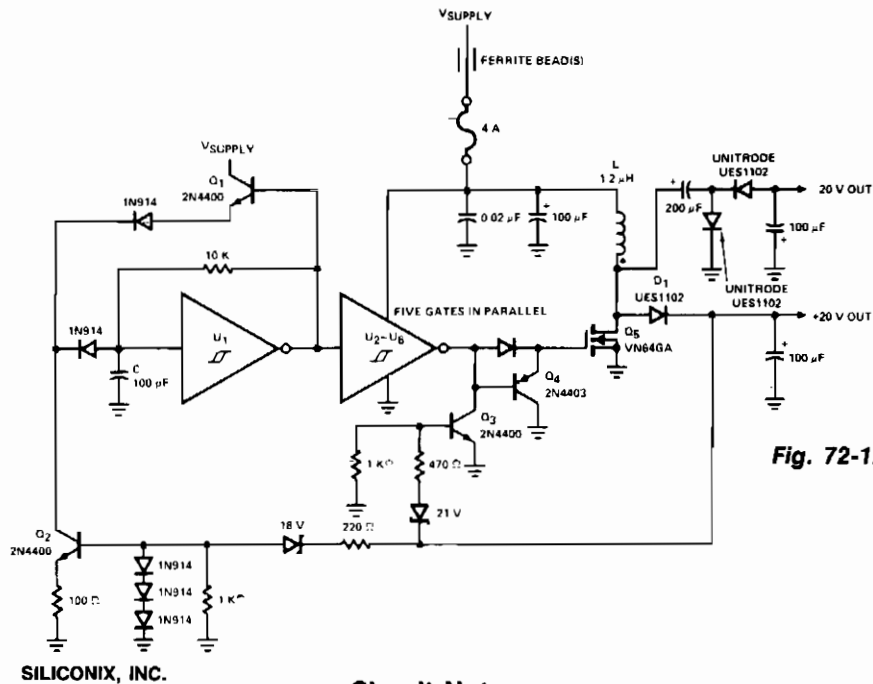 VSUPPLY
FERRITE BEAD(S)
4 A
VSUPPLY
Q1
2N4400
1N914
10 K
L
1.2 µH
UNITRODE
UES1102
+
200 µF
- 20 V OUT
0.02 µF
+
100 µF
100 µF
+
UNITRODE
UES1102
FIVE GATES IN PARALLEL
D1
UES1102
+20 V OUT
1N914
U1
U2-U6
Q5
VN64GA
C
100 pF
Q4
2N4403
+
100 µF
Q3
2N4400
Fig. 72-1
1 KΩ
470 Ω
21 V
18 V
220 Ω
Q2
2N4400
1N914
1N914
1N914
1 KΩ
100 Ω
SILICONIX, INC.